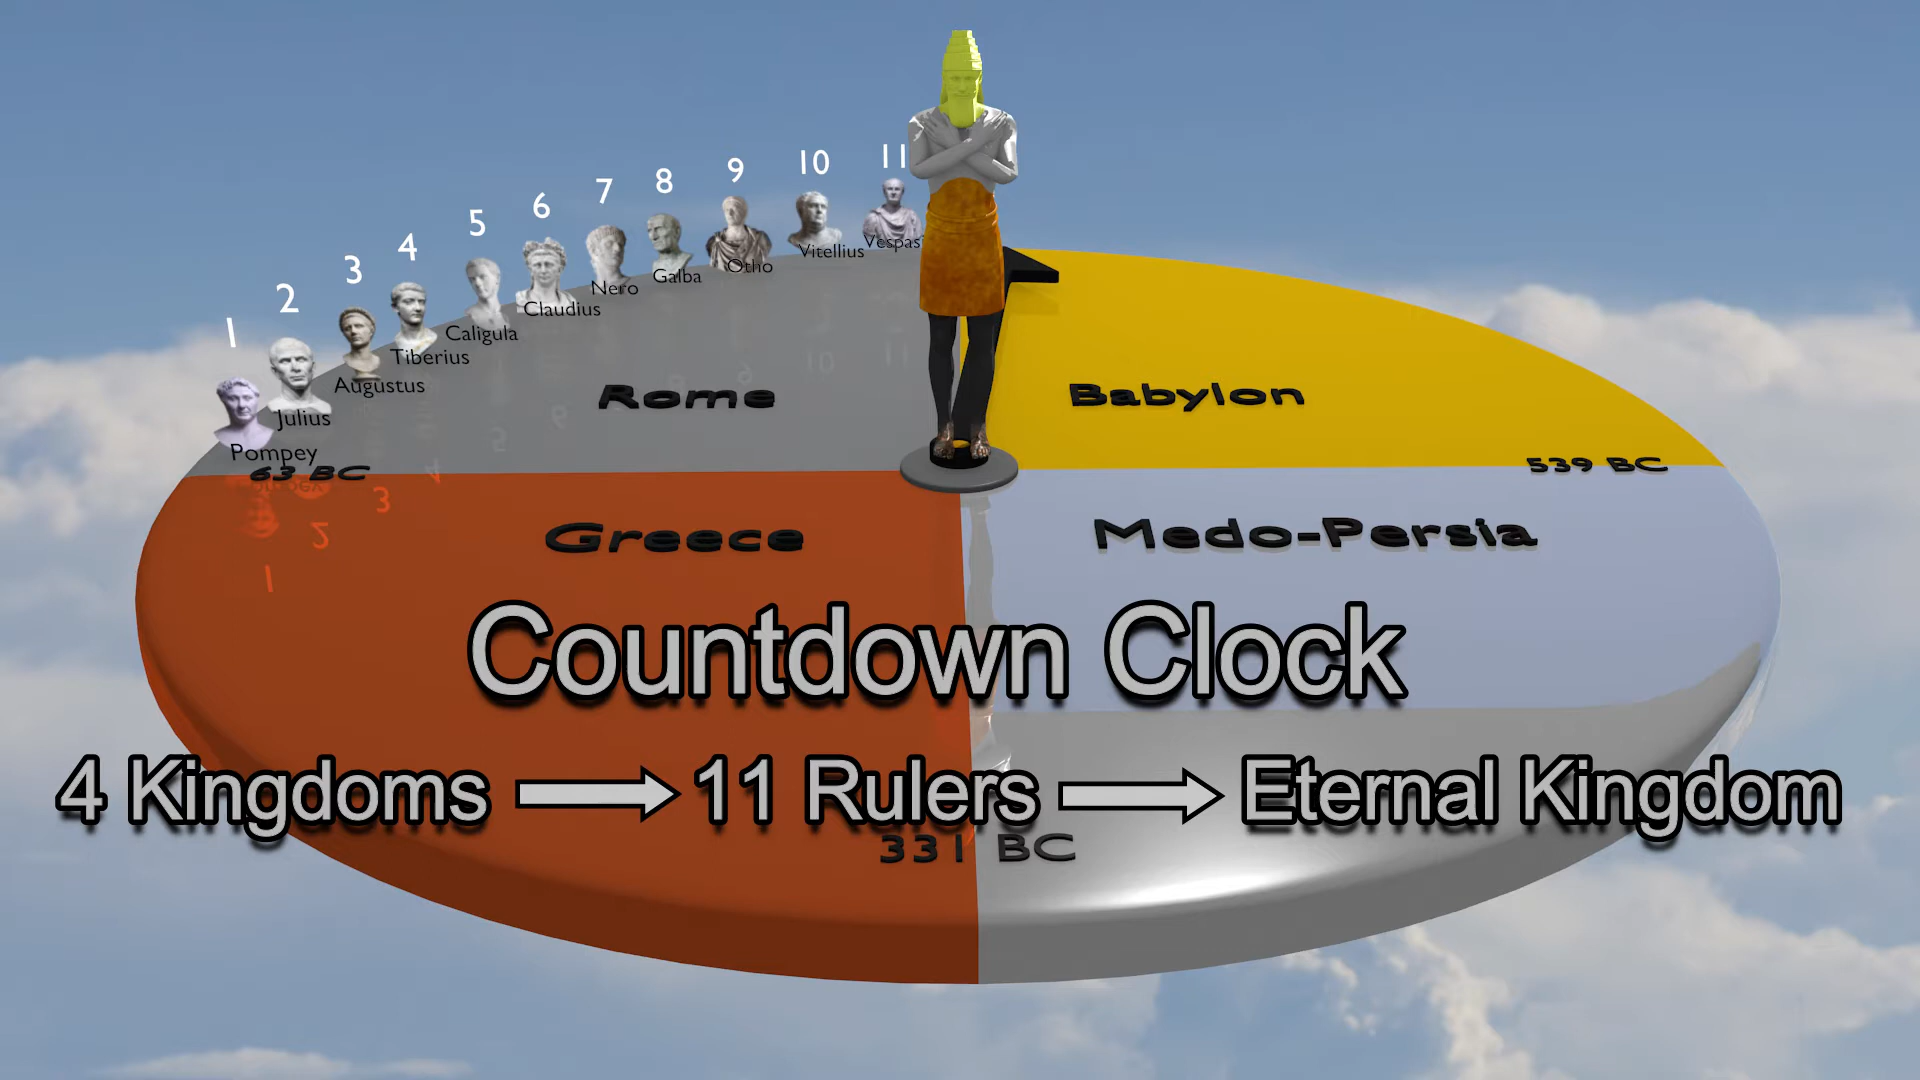 1 2 3 4 5 6 7 8 9 10 11
Pompey
Julius
Augustus
Tiberius
Caligula
Claudius
Nero
Galba
Otho
Vitellius
Vespas
Rome
Babylon
63 BC
539 BC
Greece
Medo-Persia
Countdown Clock
4 Kingdoms → 11 Rulers → Eternal Kingdom
331 BC